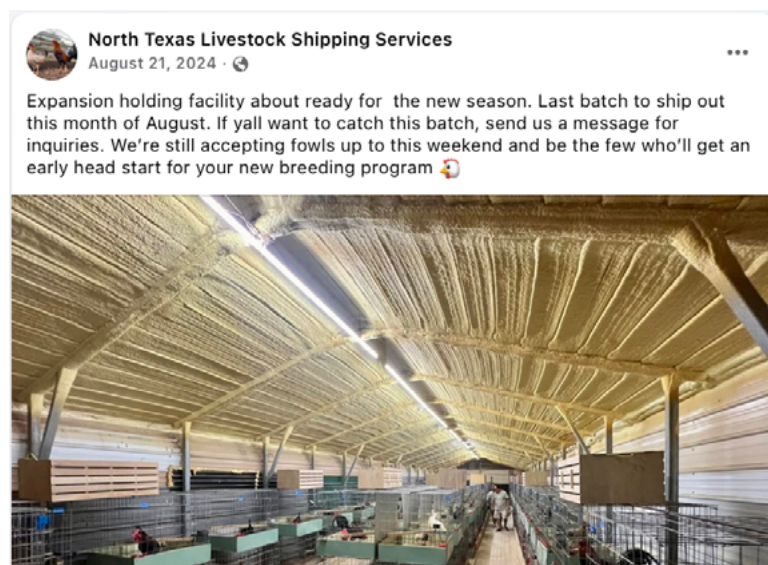 North Texas Livestock Shipping Services
August 21, 2024 ·
Expansion holding facility about ready for  the new season. Last batch to ship out
this month of August. If yall want to catch this batch, send us a message for
inquiries. We're still accepting fowls up to this weekend and be the few who'll get an
early head start for your new breeding program 🐔